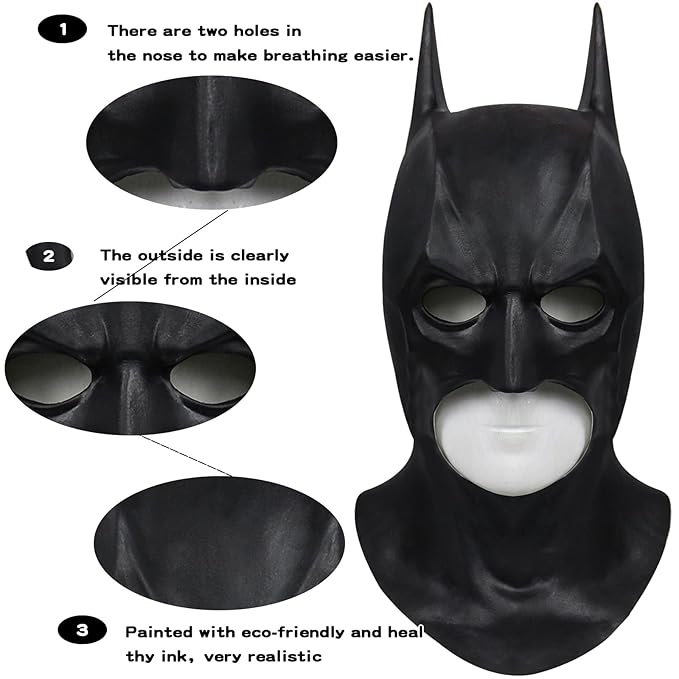 1 There are two holes in
the nose to make breathing easier.
2 The outside is clearly
visible from the inside
3 Painted with eco-friendly and heal
thy ink, very realistic